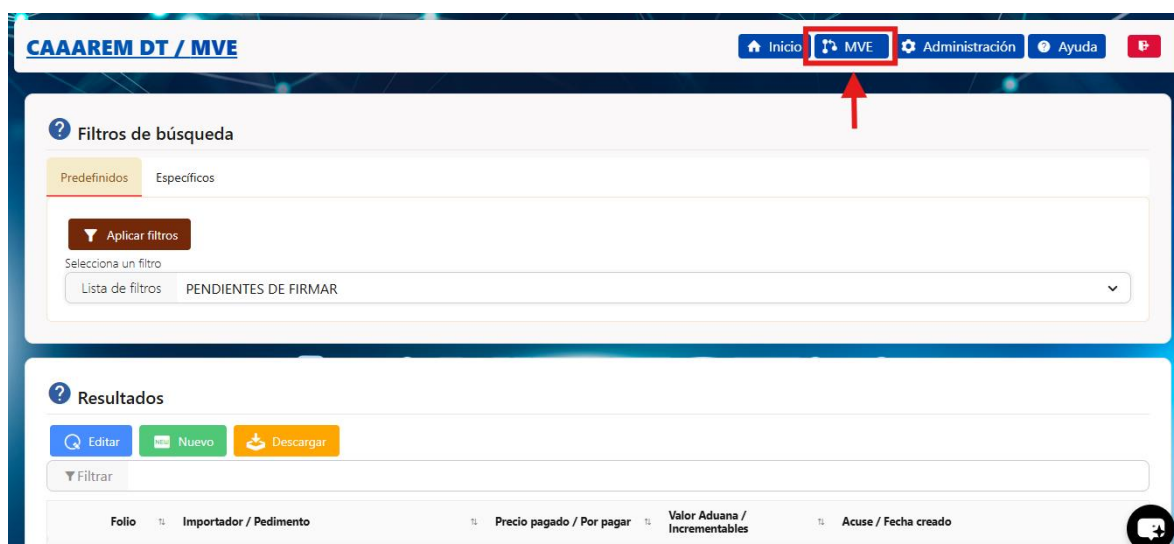 CAAAREM DT / MVE
Inicio
MVE
Administración
Ayuda
Filtros de búsqueda
Predefinidos
Específicos
Aplicar filtros
Selecciona un filtro
Lista de filtros
PENDIENTES DE FIRMAR
Resultados
Editar
NEW Nuevo
Descargar
Filtrar
Folio
Importador / Pedimento
Precio pagado / Por pagar
Valor Aduana /
Incrementables
Acuse / Fecha creado